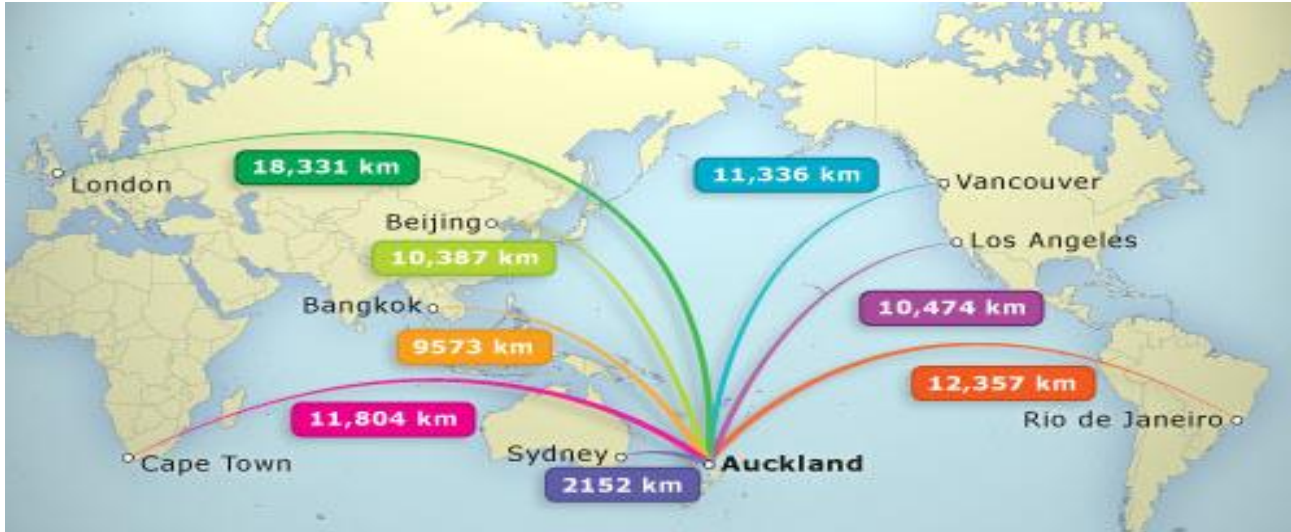 18,331 km
London
11,336 km
Vancouver
Beijing
10,387 km
Los Angeles
Bangkok
10,474 km
9573 km
12,357 km
11,804 km
Rio de Janeiro
Sydney
Cape Town
Auckland
2152 km